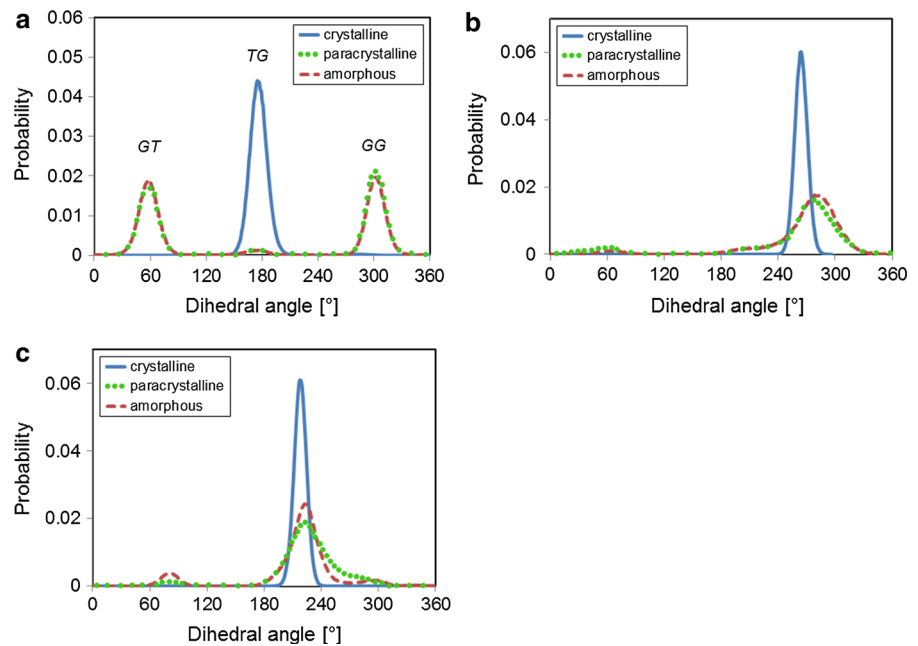 a
0.06
0.05
0.04
0.03
0.02
0.01
0
Probability
crystalline
paracrystalline
amorphous
GT
TG
GG
0 60 120 180 240 300 360
Dihedral angle [°]
b
0.06
0.04
0.02
0
Probability
crystalline
paracrystalline
amorphous
0 60 120 180 240 300 360
Dihedral angle [°]
c
0.06
0.04
0.02
0
Probability
crystalline
paracrystalline
amorphous
0 60 120 180 240 300 360
Dihedral angle [°]